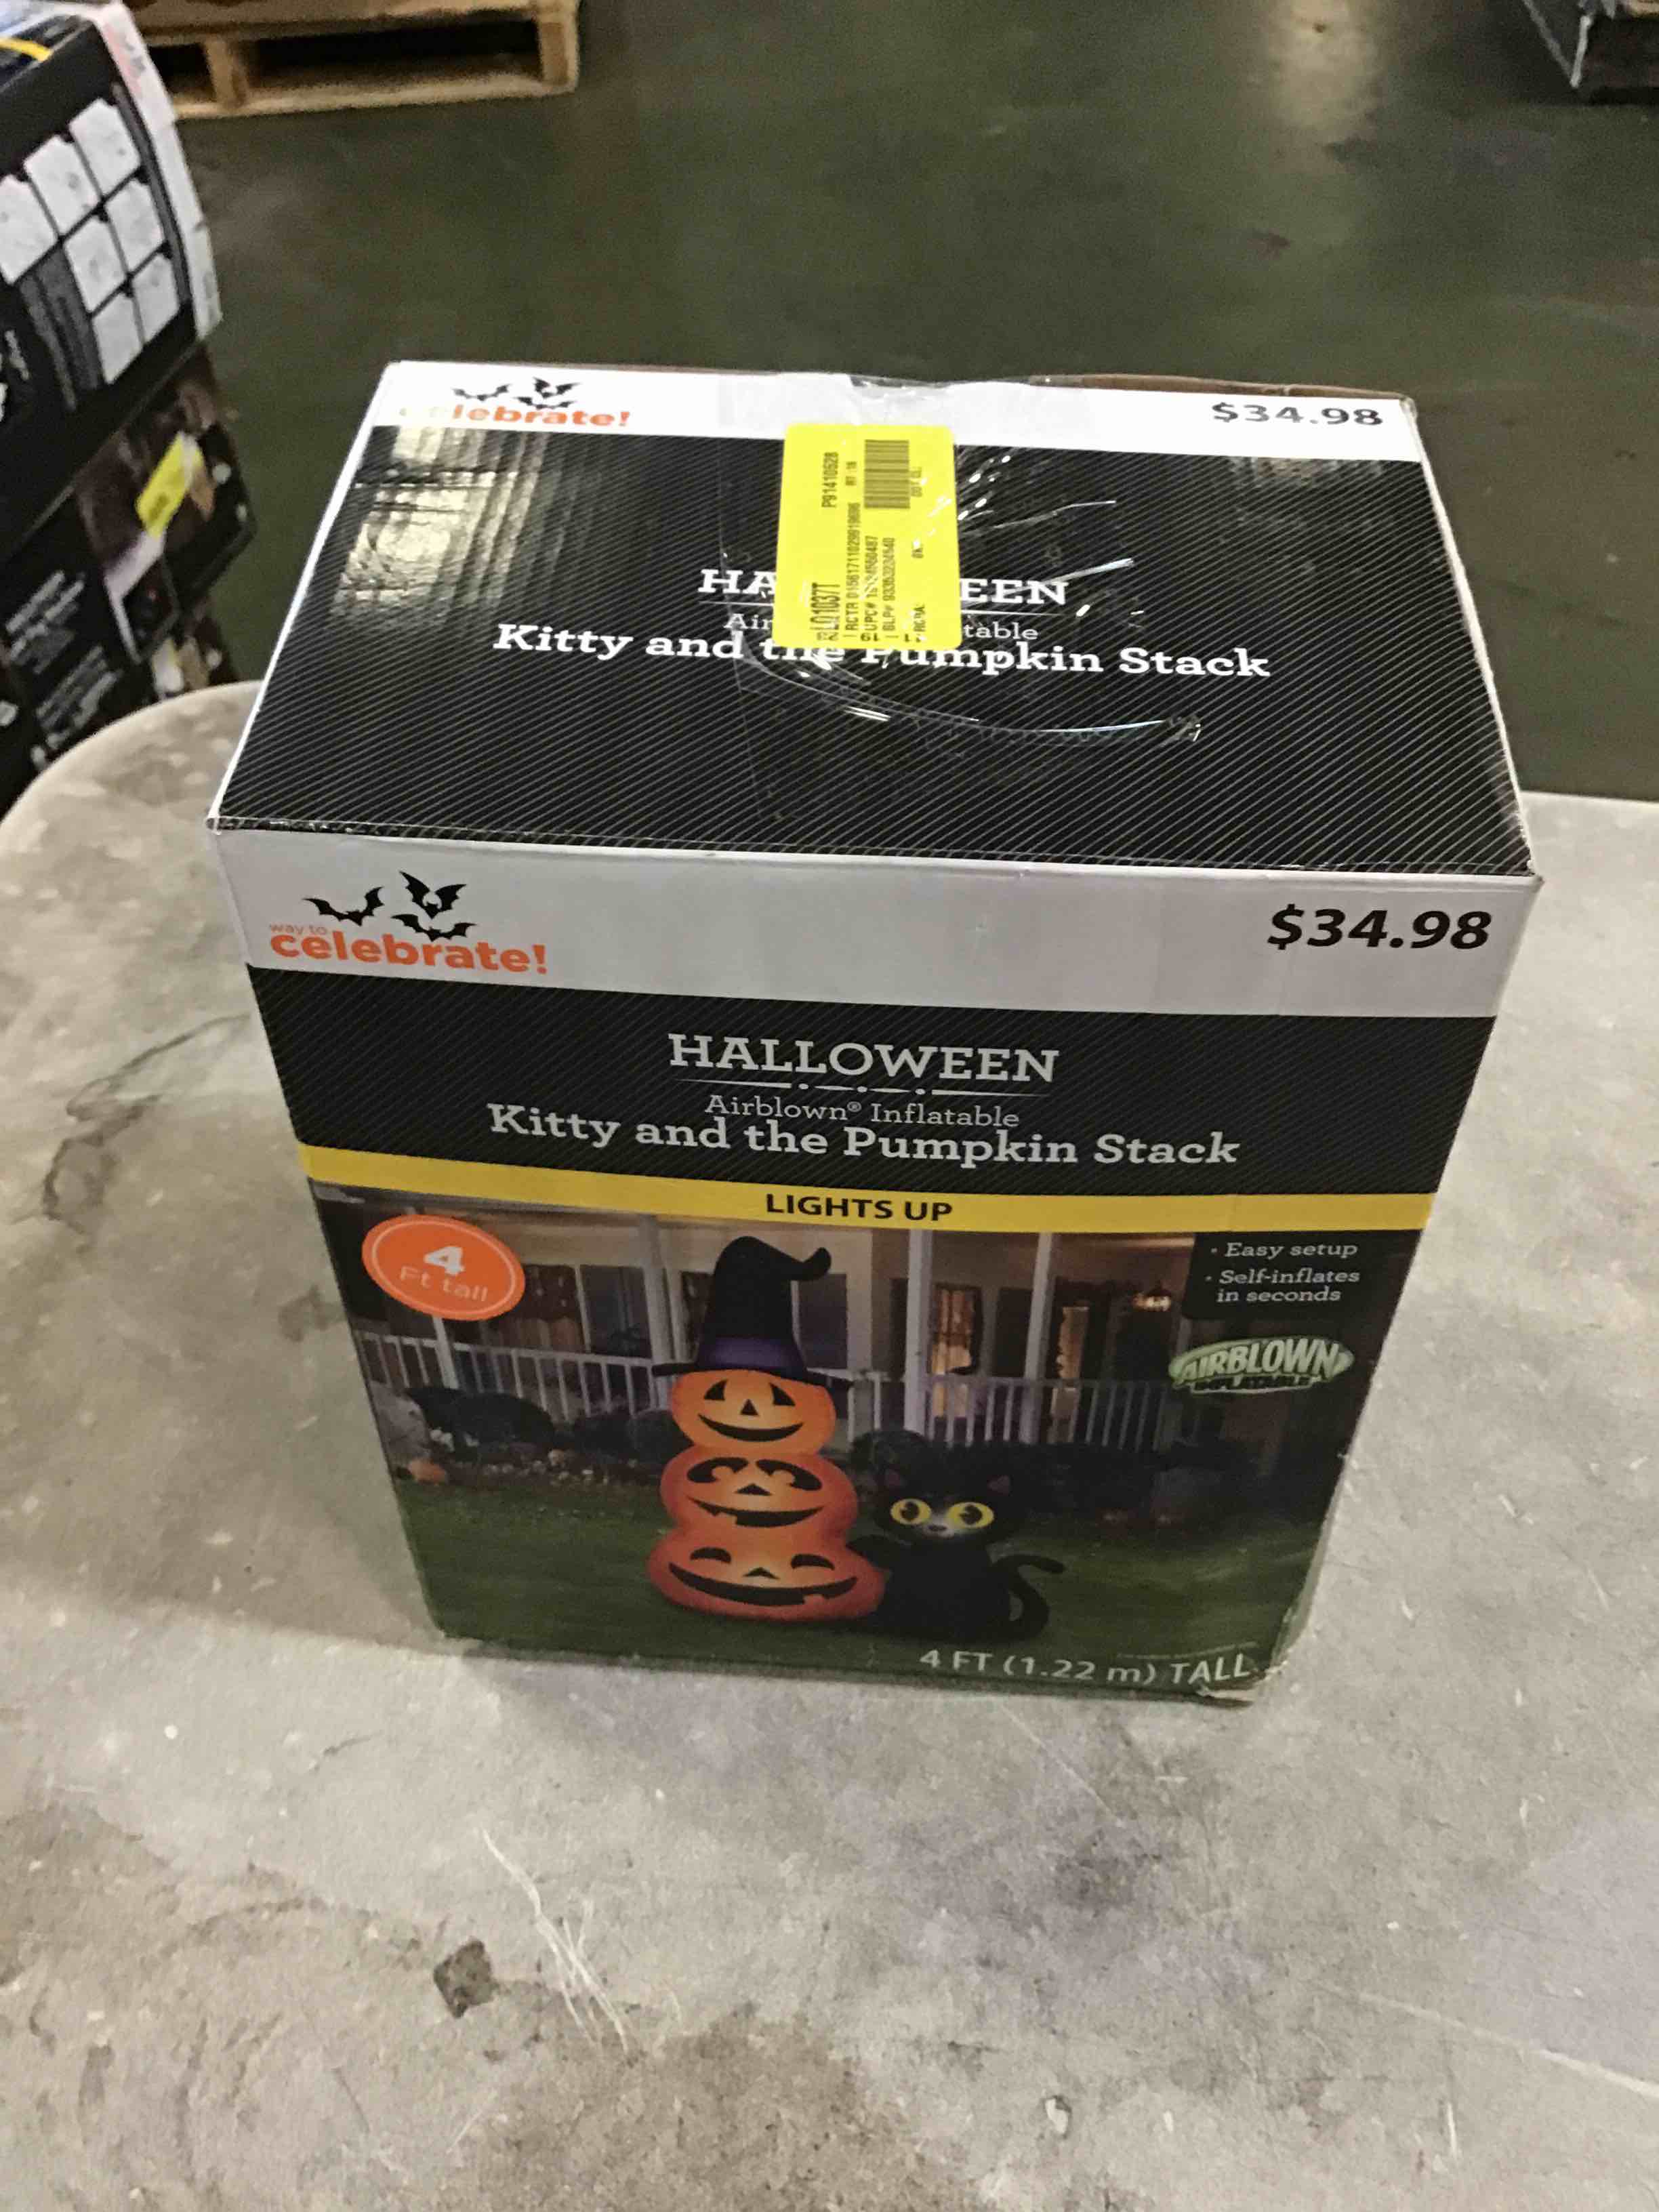 celebrate!
$34.98
P91410628
Kitty and the Pumpkin Stack
way to
celebrate!
$34.98
HALLOWEEN
Airblown® Inflatable
Kitty and the Pumpkin Stack
LIGHTS UP
4
Ft tall
• Easy setup
• Self-inflates
in seconds
AIRBLOWN
INFLATABLE
4 FT (1.22 m) TALL